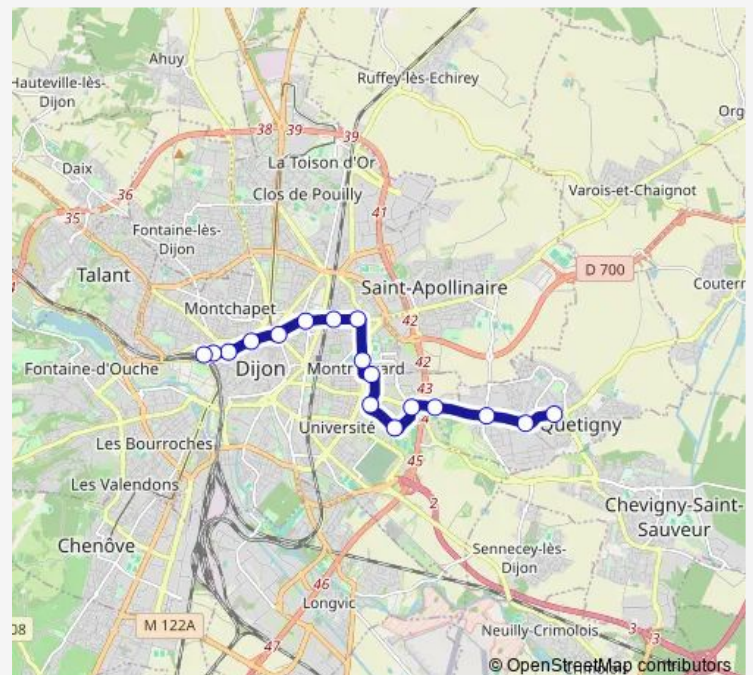 Ahuy
Hauteville-lès-
Dijon
Ruffey-lès-Echirey
Org
38
39
39
La Toison d'Or
Daix
36
Clos de Pouilly
Varois-et-Chaignot
35
41
Fontaine-lès-
Dijon
Talant
D 700
Saint-Apollinaire
Coutern
Montchapet
42
Fontaine-d'Ouche
Dijon
42
43
Université
Quetigny
4
Les Bourroches
45
Les Valendons
2
Chevigny-Saint-
Sauveur
Chenôve
Sennecey-lès-
Dijon
46
Longvic
08
M 122A
Neuilly-Crimolois
3
3
47
© OpenStreetMap contributors